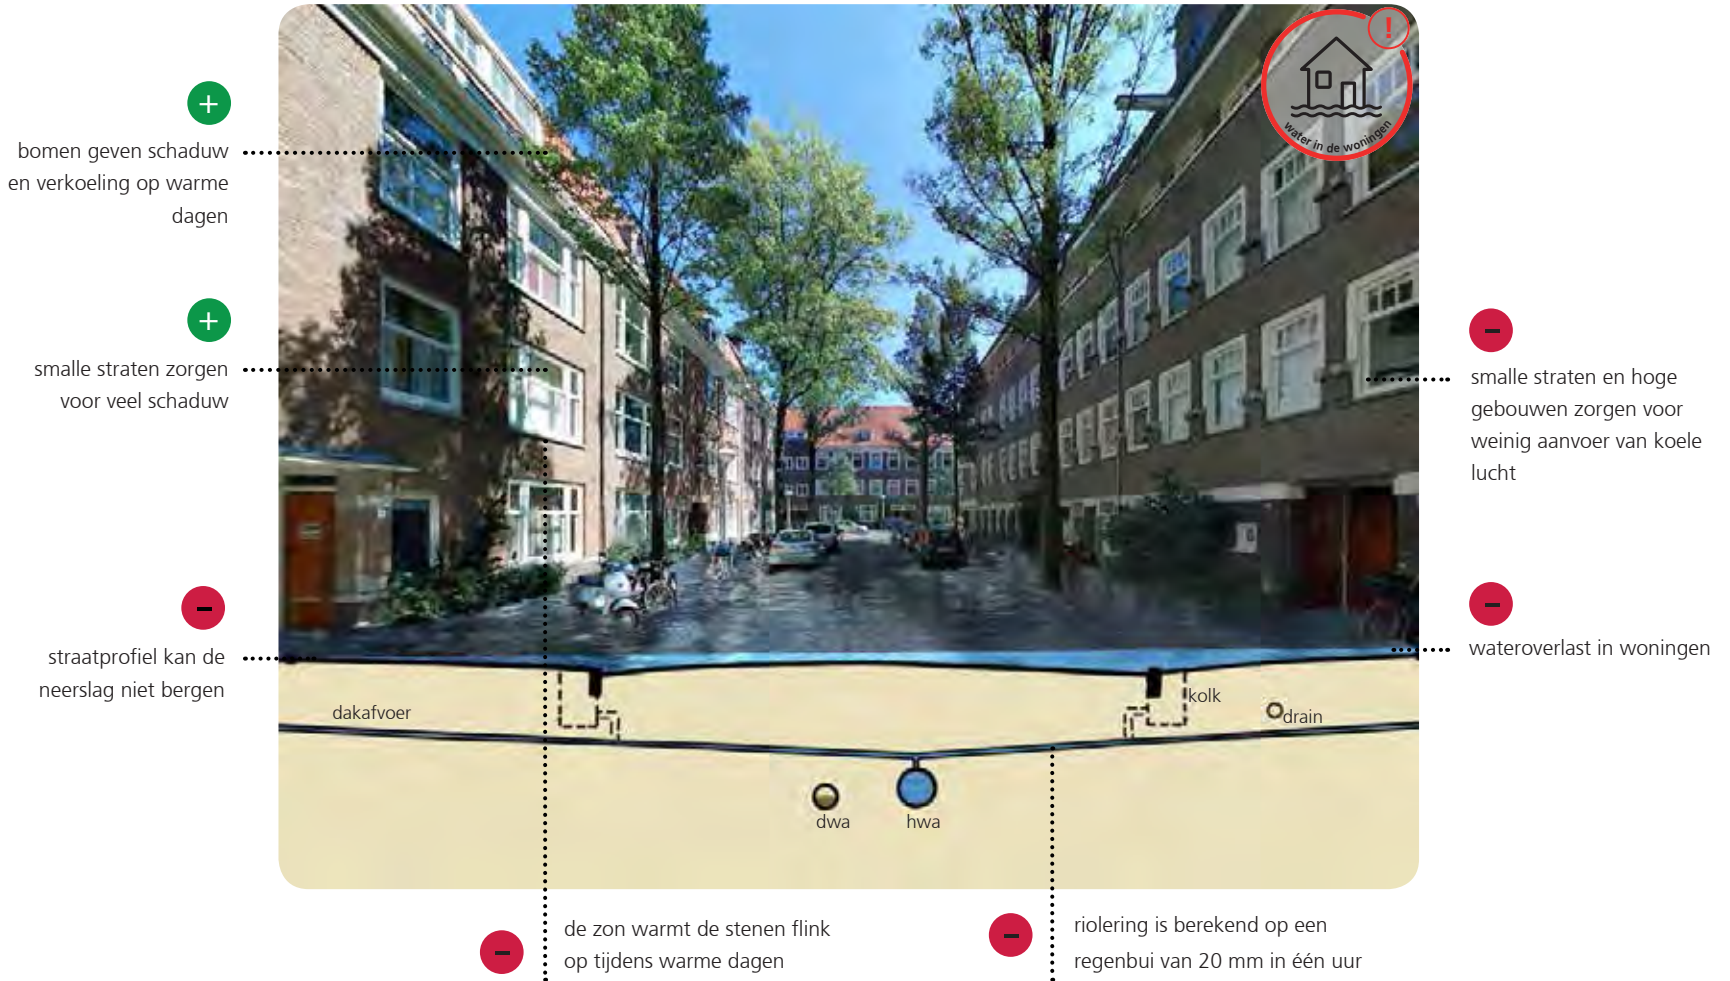 water in de woningen
!
+
bomen geven schaduw
en verkoeling op warme
dagen
+
smalle straten zorgen
voor veel schaduw
-
smalle straten en hoge
gebouwen zorgen voor
weinig aanvoer van koele
lucht
-
straatprofiel kan de
neerslag niet bergen
-
wateroverlast in woningen
dakafvoer
kolk
drain
dwa
hwa
-
de zon warmt de stenen flink
op tijdens warme dagen
-
riolering is berekend op een
regenbui van 20 mm in één uur